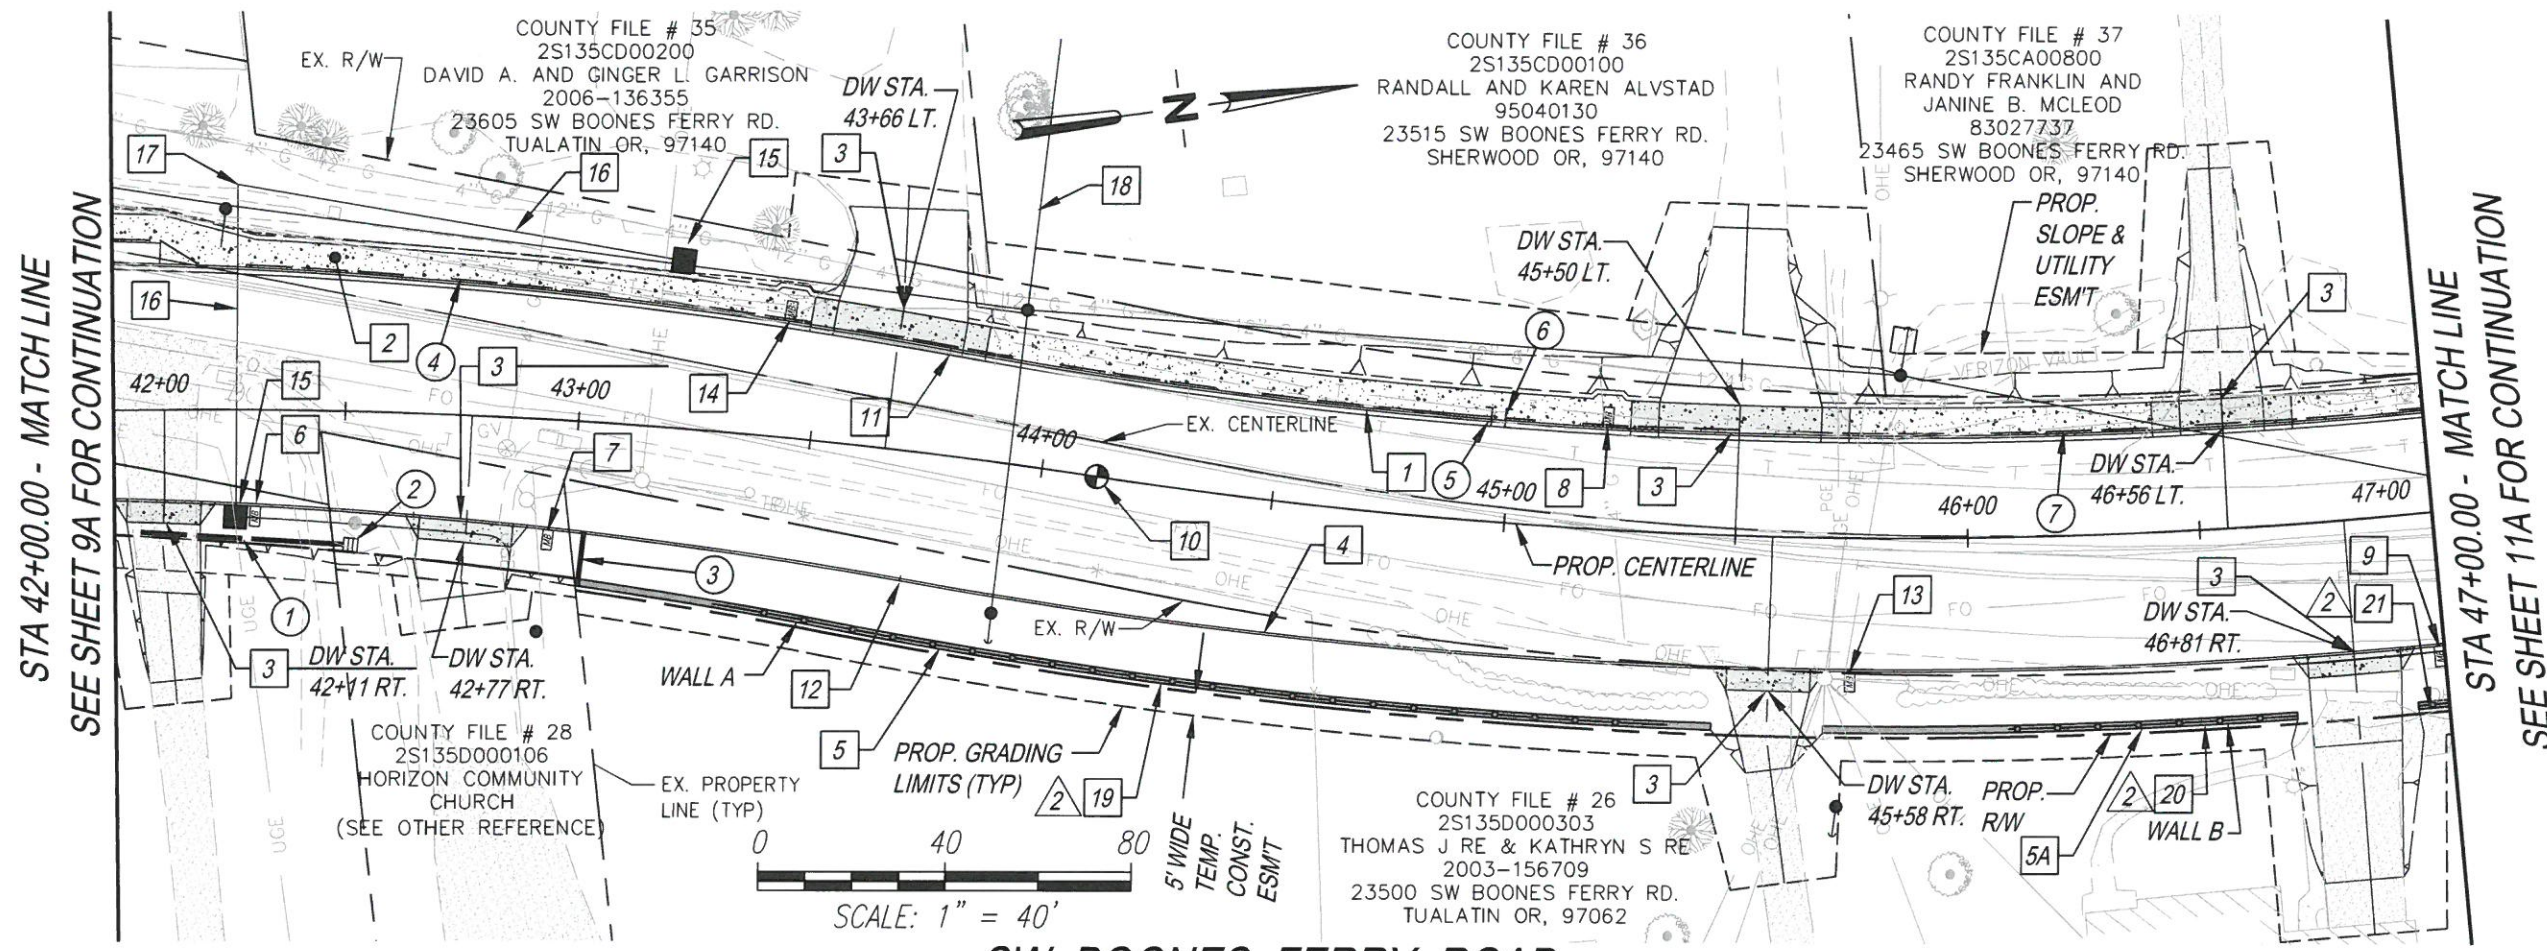 STA 42+00.00 - MATCH LINE
SEE SHEET 9A FOR CONTINUATION
EX. R/W
COUNTY FILE # 35
2S135CD00200
DAVID A. AND GINGER L. GARRISON
2006-136355
23605 SW BOONES FERRY RD.
TUALATIN OR, 97140
DW STA.
43+66 LT.
N
COUNTY FILE # 36
2S135CD00100
RANDALL AND KAREN ALVSTAD
95040130
23515 SW BOONES FERRY RD.
SHERWOOD OR, 97140
COUNTY FILE # 37
2S135CA00800
RANDY FRANKLIN AND
JANINE B. MCLEOD
83027737
23465 SW BOONES FERRY RD.
SHERWOOD OR, 97140
PROP.
SLOPE &
UTILITY
ESM'T
DW STA.
45+50 LT.
17
16
15
3
18
3
16
2
4
3
14
11
6
VERIZON VAULT
42+00
15
6
43+00
7
2
44+00
EX. CENTERLINE
1
5
45+00
8
3
46+00
7
DW STA.
46+56 LT.
47+00
10
PROP. CENTERLINE
4
3
9
2
21
DW STA.
46+81 RT.
1
3
DW STA.
42+11 RT.
DW STA.
42+77 RT.
3
WALL A
12
EX. R/W
13
5
PROP. GRADING
LIMITS (TYP)
2
19
5' WIDE
TEMP.
CONST.
ESM'T
3
DW STA.
45+58 RT.
PROP.
R/W
2
20
WALL B
5A
COUNTY FILE # 28
2S135D000106
HORIZON COMMUNITY
CHURCH
(SEE OTHER REFERENCE)
EX. PROPERTY
LINE (TYP)
0 40 80
SCALE: 1" = 40'
COUNTY FILE # 26
2S135D000303
THOMAS J RE & KATHRYN S RE
2003-156709
23500 SW BOONES FERRY RD.
TUALATIN OR, 97062
STA 47+00.00 - MATCH LINE
SEE SHEET 11A FOR CONTINUATION
SW BOONES FERRY ROAD